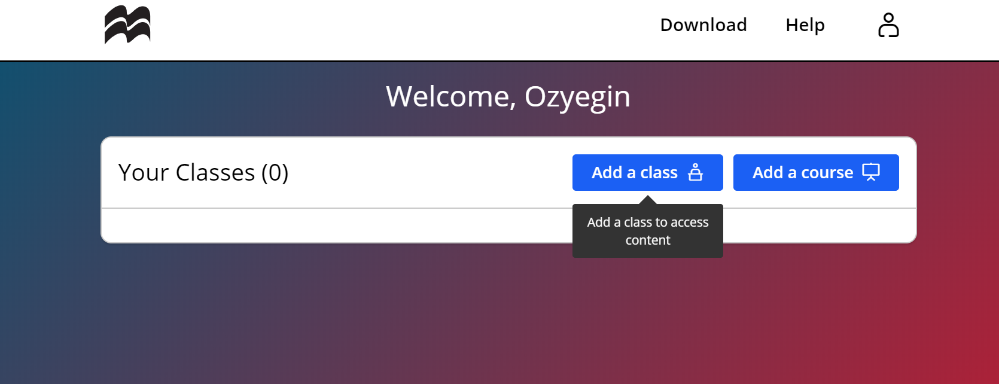 Download Help
Welcome, Ozyegin
Your Classes (0)
Add a class
Add a course
Add a class to access
content